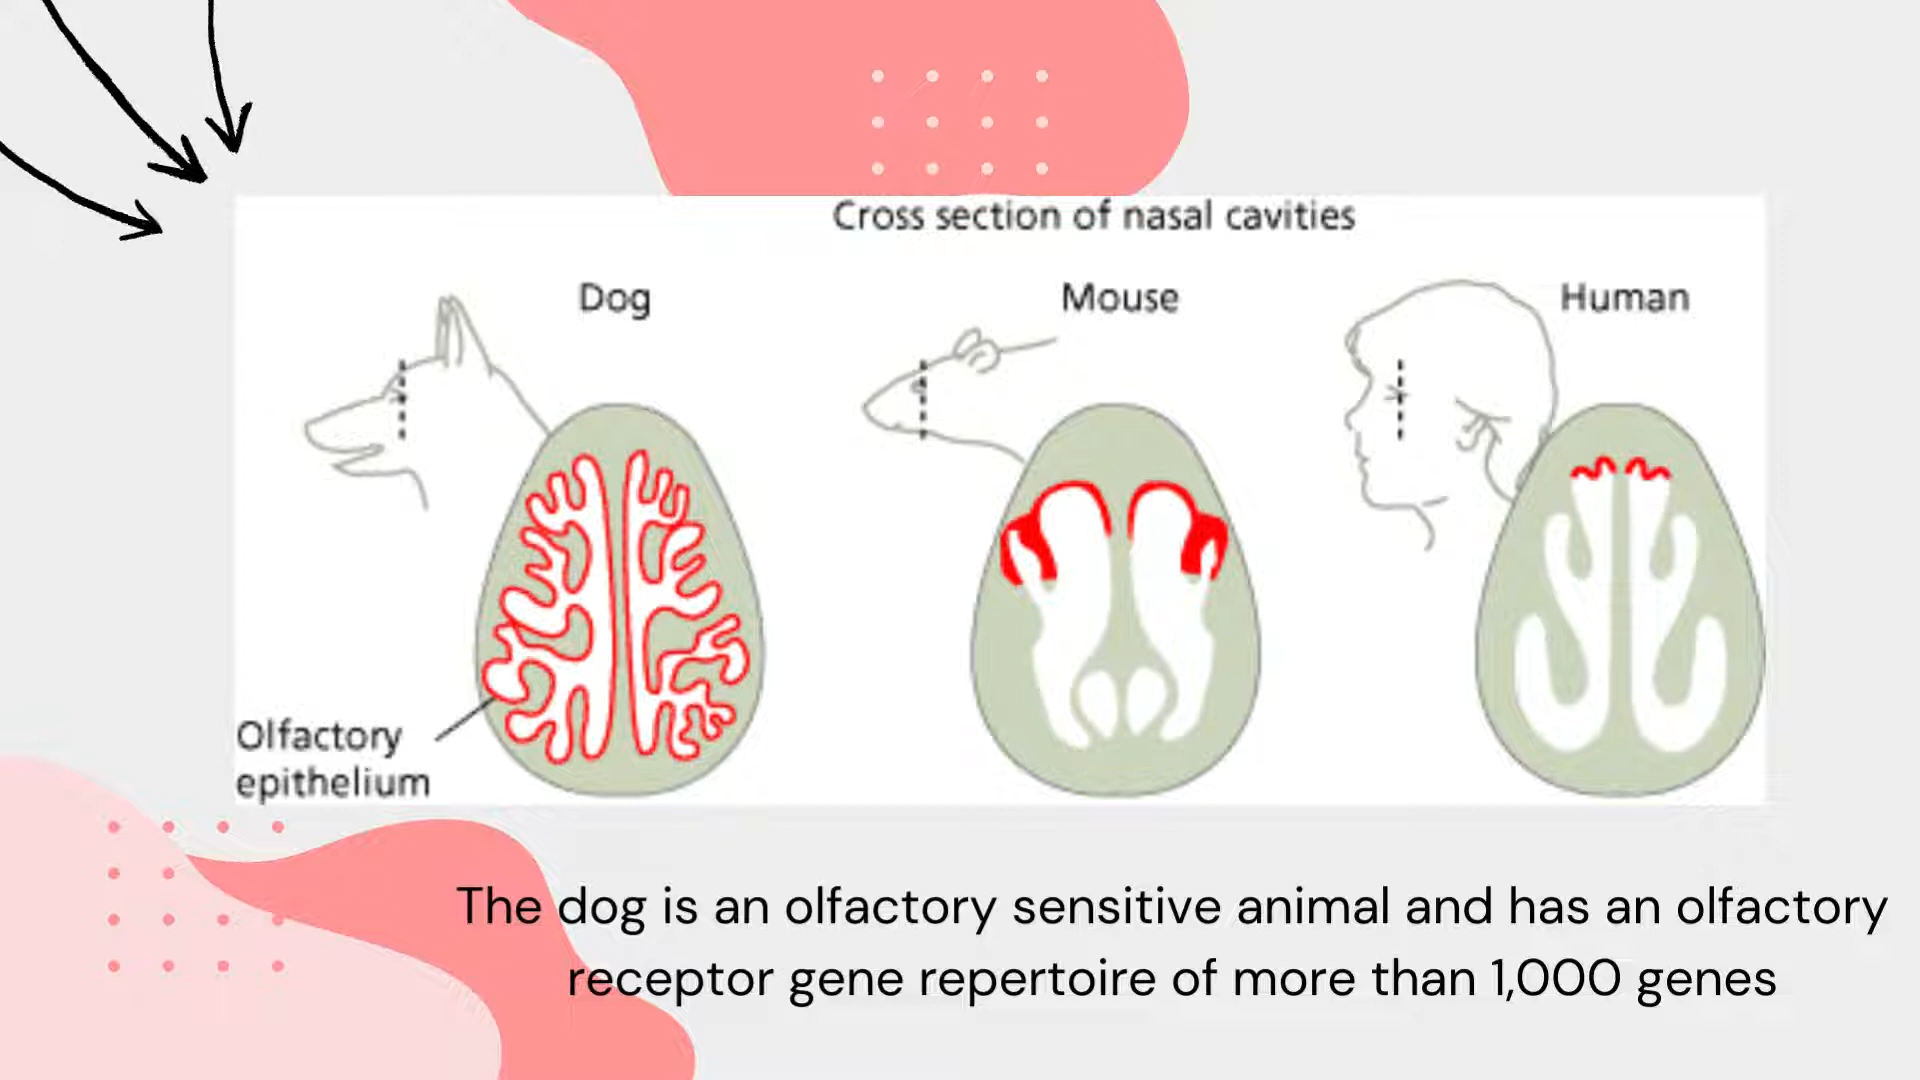 Cross section of nasal cavities
Dog
Mouse
Human
Olfactory
epithelium
The dog is an olfactory sensitive animal and has an olfactory
receptor gene repertoire of more than 1,000 genes